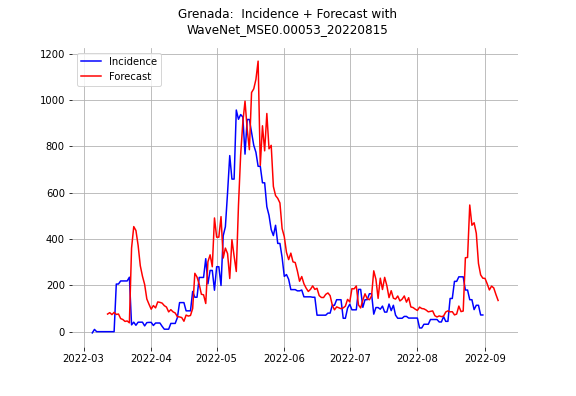 Grenada:  Incidence + Forecast with
WaveNet_MSE0.00053_20220815
1200
1000
800
600
400
200
0
Incidence
Forecast
2022-03 2022-04 2022-05 2022-06 2022-07 2022-08 2022-09